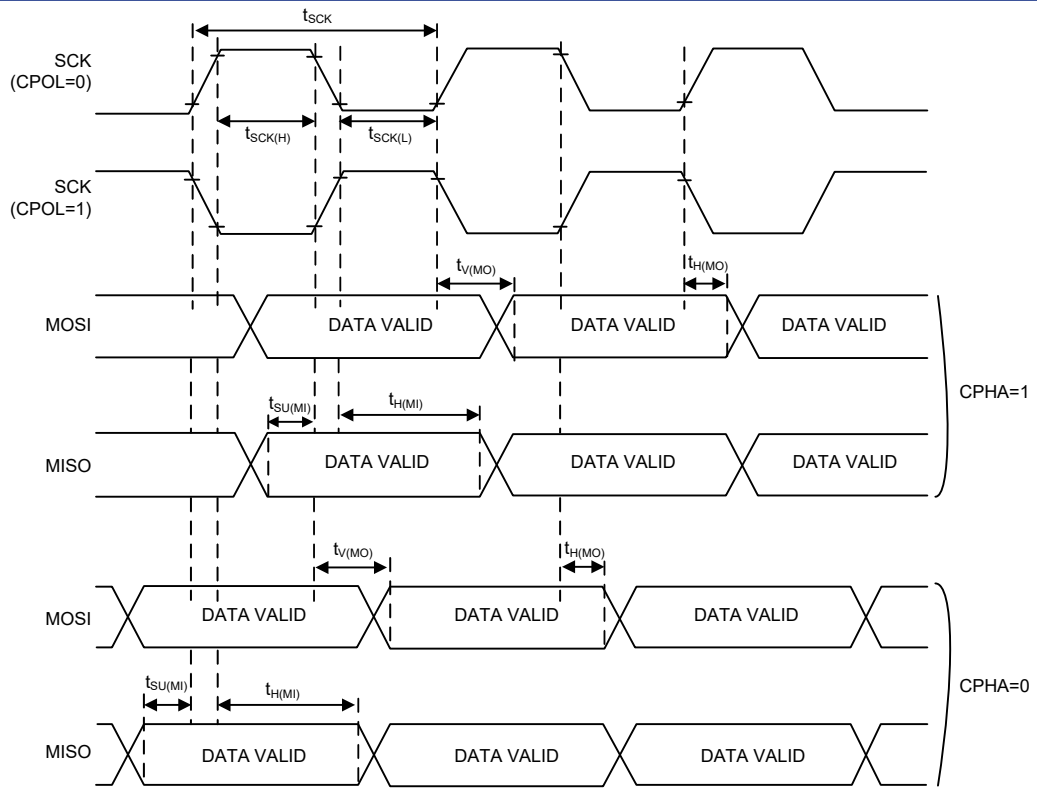 tSCK
SCK
(CPOL=0)
tSCK(H)
tSCK(L)
SCK
(CPOL=1)
tV(MO)
tH(MO)
MOSI
DATA VALID
DATA VALID
DATA VALID
CPHA=1
tSU(MI)
tH(MI)
MISO
DATA VALID
DATA VALID
DATA VALID
tV(MO)
tH(MO)
MOSI
DATA VALID
DATA VALID
DATA VALID
CPHA=0
tSU(MI)
tH(MI)
MISO
DATA VALID
DATA VALID
DATA VALID